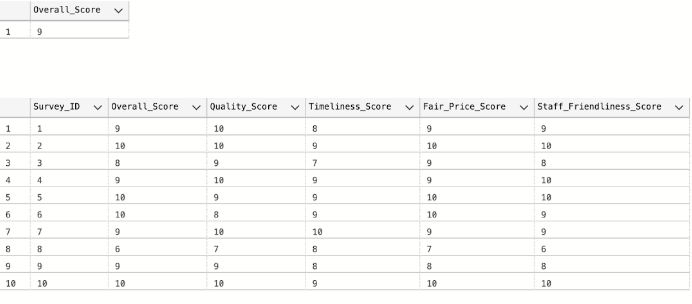 Overall_Score
1 9
Survey_ID Overall_Score Quality_Score Timeliness_Score Fair_Price_Score Staff_Friendliness_Score
1 1 9 10 8 9 9
2 2 10 10 9 10 10
3 3 8 9 7 9 8
4 4 9 10 9 9 10
5 5 10 9 9 10 10
6 6 10 8 9 10 9
7 7 9 10 10 9 9
8 8 6 7 8 7 6
9 9 9 9 8 8 8
10 10 10 10 9 10 10